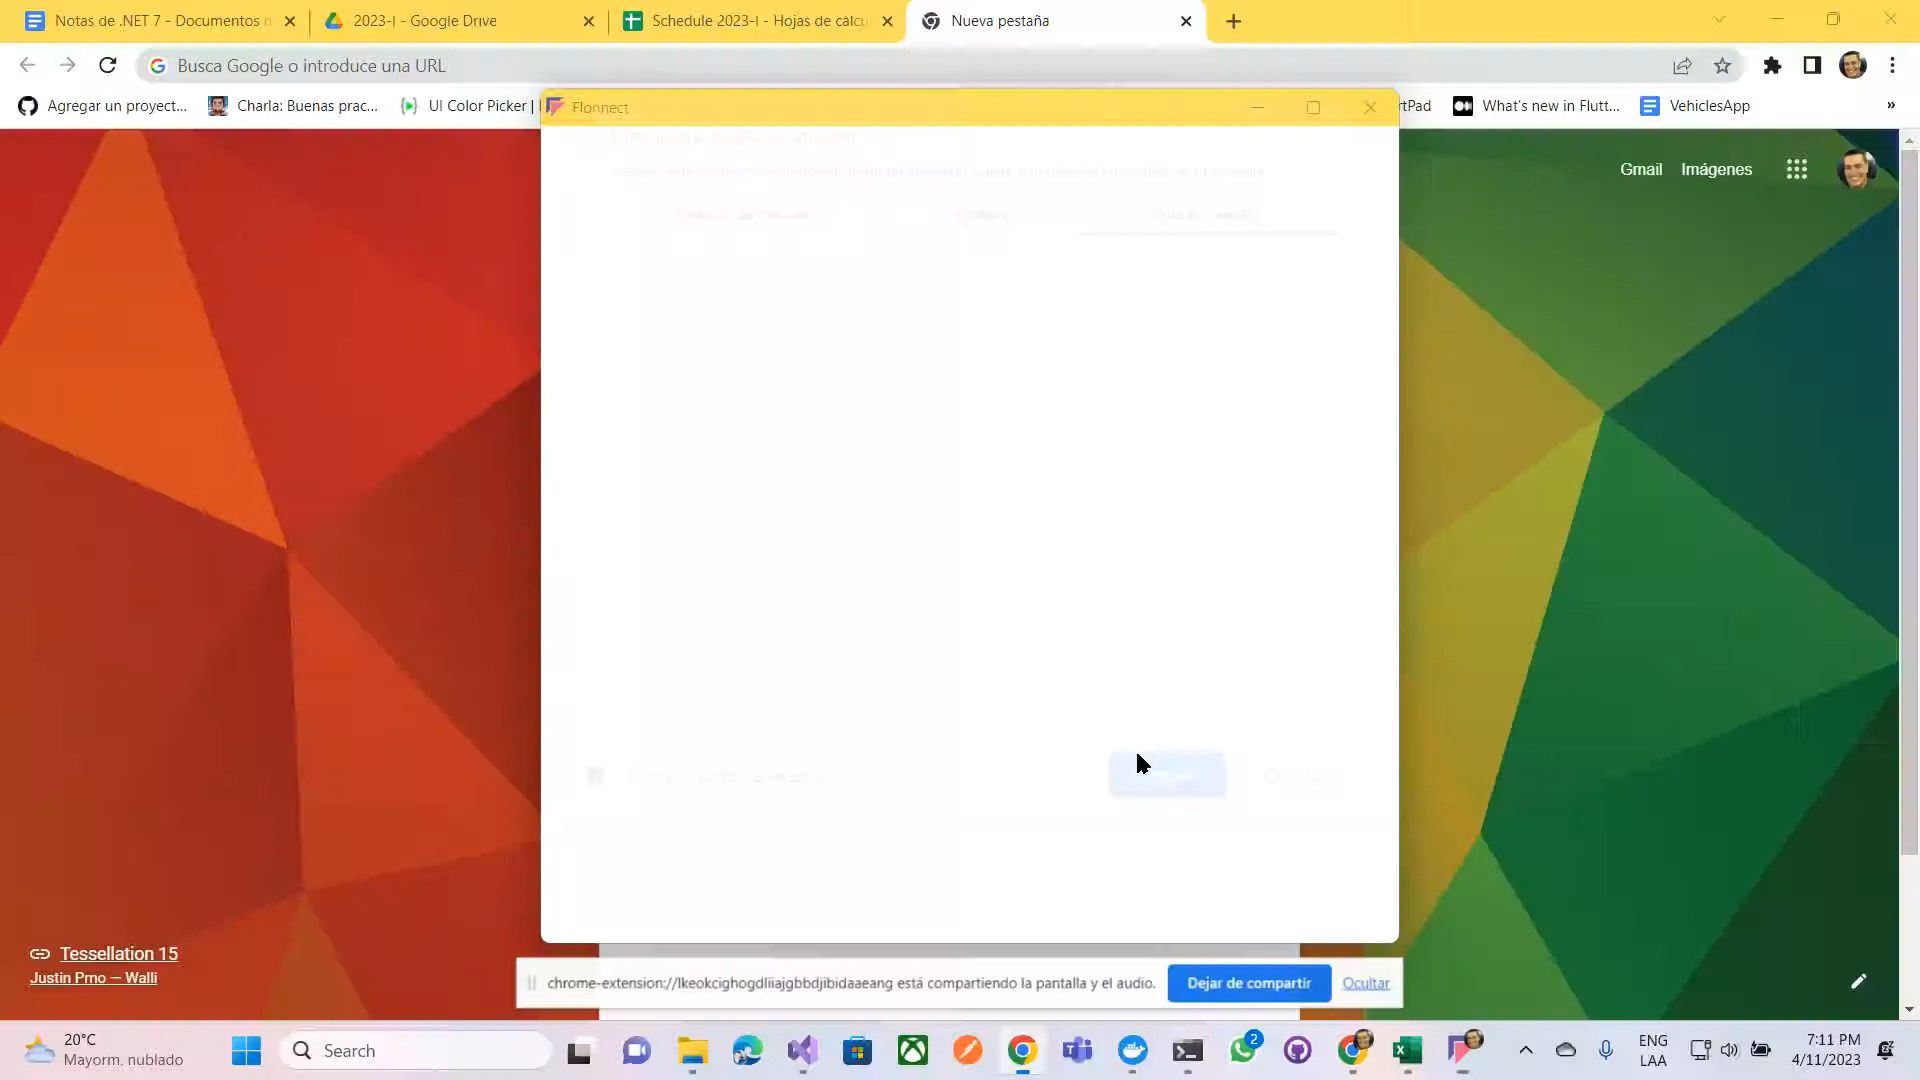 Notas de .NET 7 - Documentos
2023-I - Google Drive
Schedule 2023-I - Hojas de cálcu
Nueva pestaña
Busca Google o introduce una URL
Agregar un proyect...
Charla: Buenas prac...
UI Color Picker |
rtPad
What's new in Flutt...
VehiclesApp
»
Flonnect
Gmail
Imágenes
Tessellation 15
Justin Prno — Walli
chrome-extension://lkeokcighogdliiajgbbdjibidaaeang está compartiendo la pantalla y el audio.
Dejar de compartir
Ocultar
20°C
Mayorm. nublado
Search
2
ENG
LAA
7:11 PM
4/11/2023